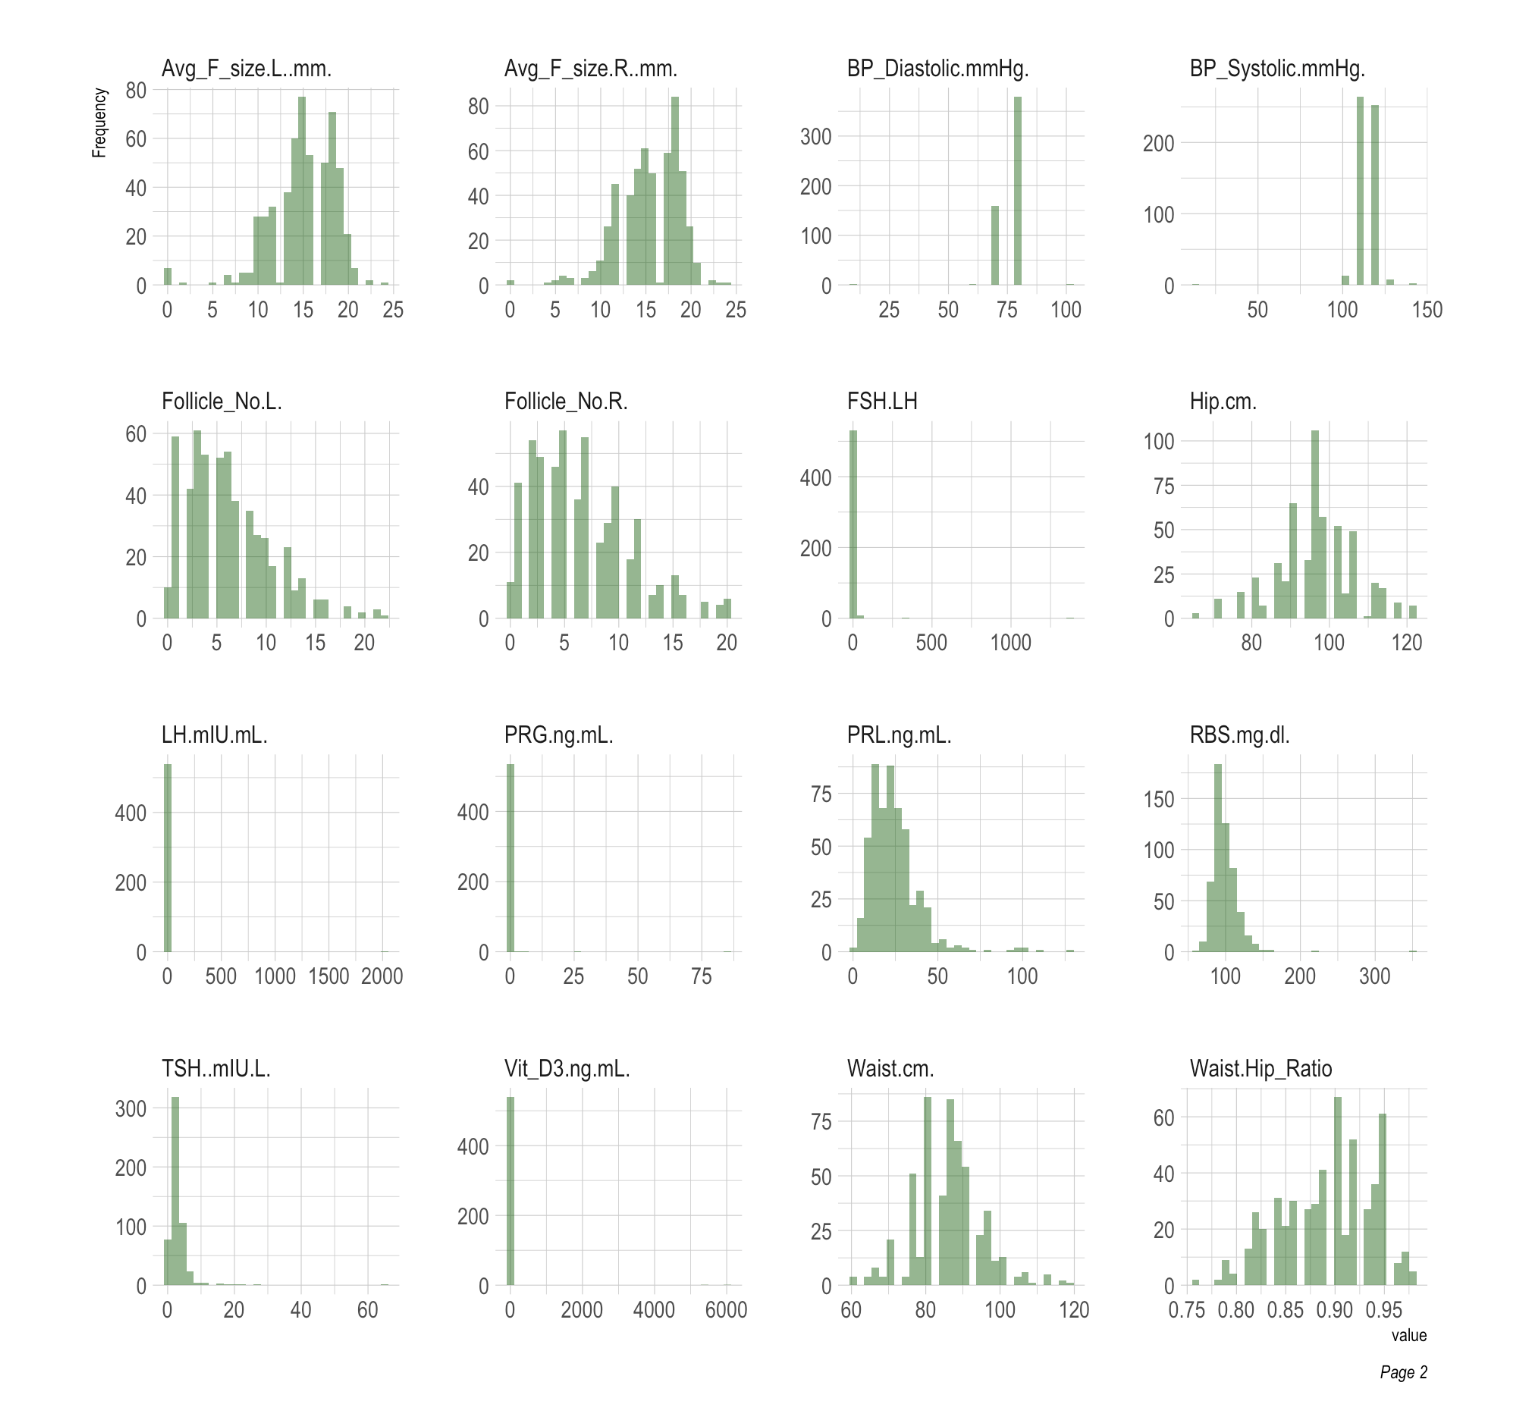 Avg_F_size.L..mm. Avg_F_size.R..mm. BP_Diastolic.mmHg. BP_Systolic.mmHg.
Frequency
80
60
40
20
0
0 5 10 15 20 25
80
60
40
20
0
0 5 10 15 20 25
300
200
100
0
25 50 75 100
200
100
0
50 100 150
Follicle_No.L. Follicle_No.R. FSH.LH Hip.cm.
60
40
20
0
0 5 10 15 20
40
20
0
0 5 10 15 20
400
200
0
0 500 1000
100
75
50
25
0
80 100 120
LH.mIU.mL. PRG.ng.mL. PRL.ng.mL. RBS.mg.dl.
400
200
0
0 500 1000 1500 2000
400
200
0
0 25 50 75
75
50
25
0
0 50 100
150
100
50
0
100 200 300
TSH..mIU.L. Vit_D3.ng.mL. Waist.cm. Waist.Hip_Ratio
300
200
100
0
0 20 40 60
400
200
0
0 2000 4000 6000
75
50
25
0
60 80 100 120
60
40
20
0
0.75 0.80 0.85 0.90 0.95
value
Page 2